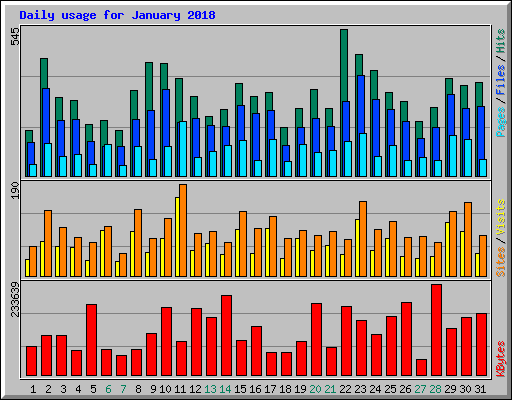 Daily usage for January 2018
545
Pages / Files / Hits
190
Sites / Visits
233639
KBytes
1 2 3 4 5 6 7 8 9 10 11 12 13 14 15 16 17 18 19 20 21 22 23 24 25 26 27 28 29 30 31